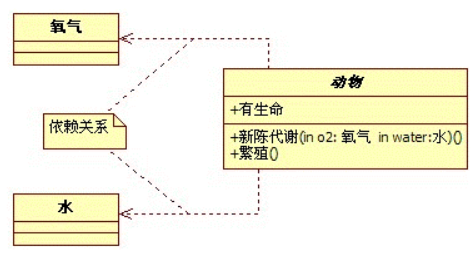 氧气
动物
+有生命
依赖关系
+新陈代谢(in o2: 氧气 in water:水)()
+繁殖()
水